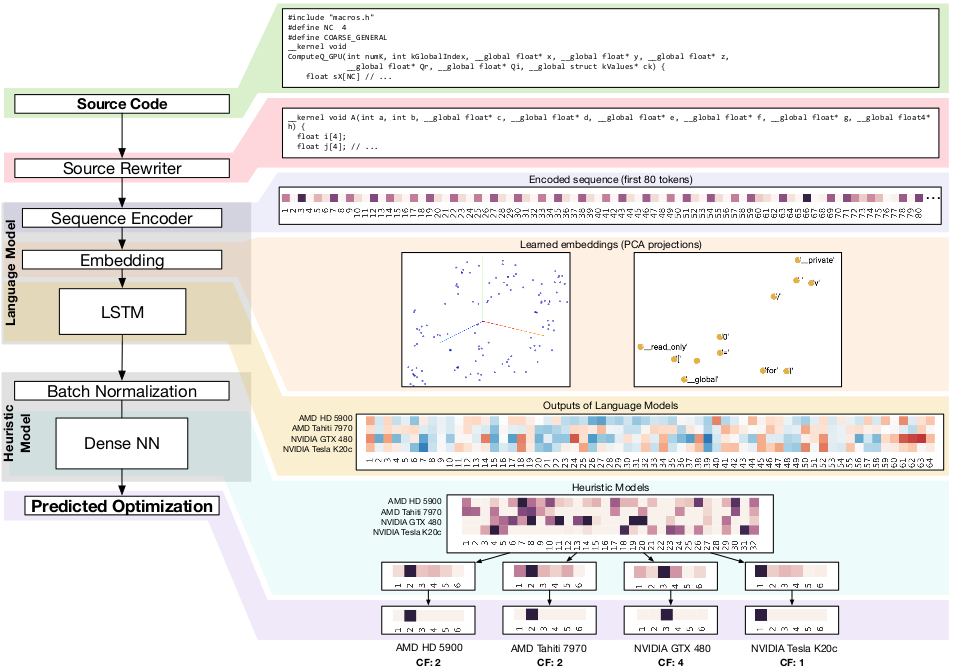 #include "macros.h"
#define NC 4
#define COARSE_GENERAL
__kernel void
ComputeQ_GPU(int numK, int kGlobalIndex, __global float* x, __global float* y, __global float* z,
__global float* Qr, __global float* Qi, __global struct kValues* ck) {
float sX[NC] // ...
Source Code
__kernel void A(int a, int b, __global float* c, __global float* d, __global float* e, __global float* f, __global float* g, __global float4*
h) {
float i[4];
float j[4]; // ...
Source Rewriter
Encoded sequence (first 80 tokens)
1 2 3 4 5 6 7 8 9 10 11 12 13 14 15 16 17 18 19 20 21 22 23 24 25 26 27 28 29 30 31 32 33 34 35 36 37 38 39 40 41 42 43 44 45 46 47 48 49 50 51 52 53 54 55 56 57 58 59 60 61 62 63 64 65 66 67 68 69 70 71 72 73 74 75 76 77 78 79 80 ...
Language Model
Sequence Encoder
Embedding
LSTM
Learned embeddings (PCA projections)
'__private'
' '
'v'
'/'
'0'
'__read_only'
'='
'['
'for'
'__global'
Heuristic
Model
Batch Normalization
Dense NN
Predicted Optimization
Outputs of Language Models
AMD HD 5900
AMD Tahiti 7970
NVIDIA GTX 480
NVIDIA Tesla K20c
1 2 3 4 5 6 7 8 9 10 11 12 13 14 15 16 17 18 19 20 21 22 23 24 25 26 27 28 29 30 31 32 33 34 35 36 37 38 39 40 41 42 43 44 45 46 47 48 49 50 51 52 53 54 55 56 57 58 59 60 61 62 63 64
Heuristic Models
AMD HD 5900
AMD Tahiti 7970
NVIDIA GTX 480
NVIDIA Tesla K20c
1 2 3 4 5 6 7 8 9 10 11 12 13 14 15 16 17 18 19 20 21 22 23 24 25 26 27 28 29 30 31 32
1 2 3 4 5 6
1 2 3 4 5 6
1 2 3 4 5 6
1 2 3 4 5 6
1 2 3 4 5 6
1 2 3 4 5 6
1 2 3 4 5 6
1 2 3 4 5 6
AMD HD 5900
CF: 2
AMD Tahiti 7970
CF: 2
NVIDIA GTX 480
CF: 4
NVIDIA Tesla K20c
CF: 1